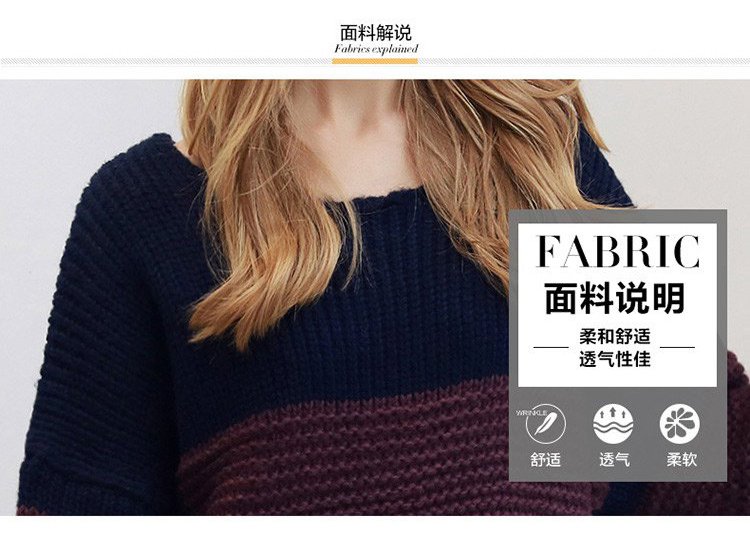 面料解说
Fabrics explained
FABRIC
面料说明
柔和舒适
透气性佳
WRINKLE
舒适
透气
柔软